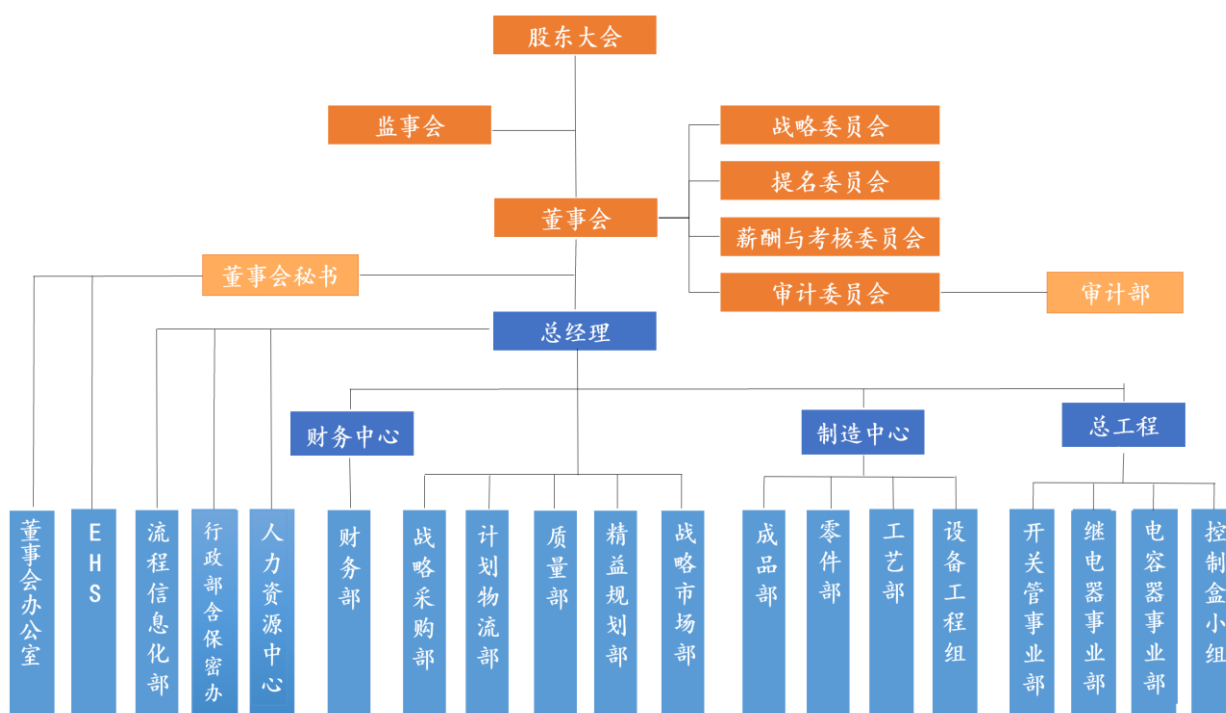 股东大会
监事会
战略委员会
提名委员会
董事会
薪酬与考核委员会
董事会秘书
审计委员会
审计部
总经理
财务中心
制造中心
总工程
董事会办公室
EHS
流程信息化部
行政部含保密办
人力资源中心
财务部
战略采购部
计划物流部
质量部
精益规划部
战略市场部
成品部
零件部
工艺部
设备工程组
开关管事业部
继电器事业部
电容器事业部
控制盒小组